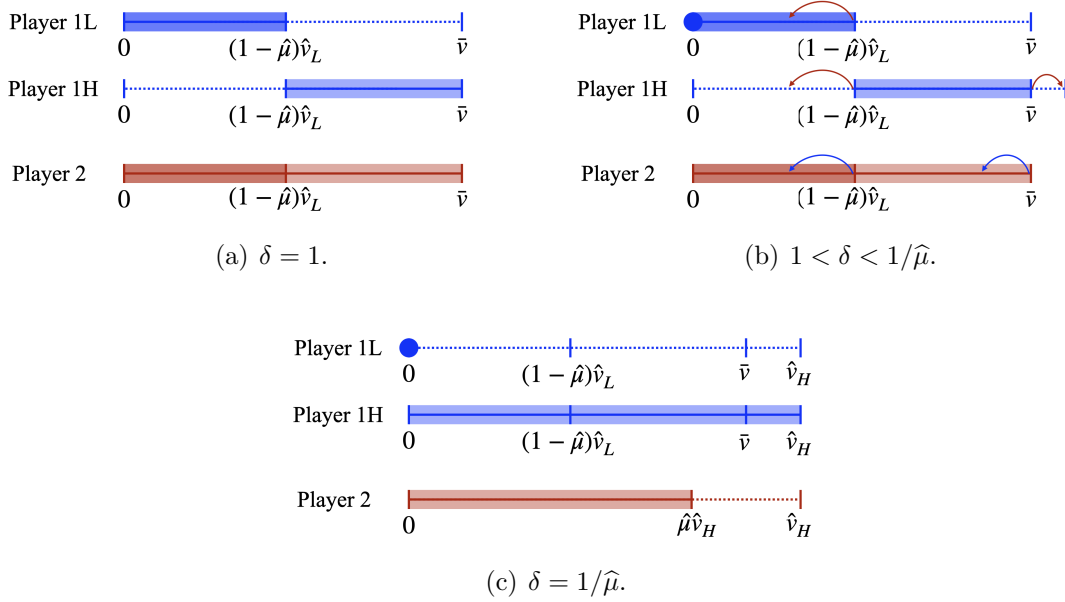 Player 1L
0 (1 − μ̂)v̂_L v̄
Player 1H
0 (1 − μ̂)v̂_L v̄
Player 2
0 (1 − μ̂)v̂_L v̄
(a) δ = 1.
Player 1L
0 (1 − μ̂)v̂_L v̄
Player 1H
0 (1 − μ̂)v̂_L v̄
Player 2
0 (1 − μ̂)v̂_L v̄
(b) 1 < δ < 1/μ̂.
Player 1L
0 (1 − μ̂)v̂_L v̄ v̂_H
Player 1H
0 (1 − μ̂)v̂_L v̄ v̂_H
Player 2
0 μ̂v̂_H v̂_H
(c) δ = 1/μ̂.